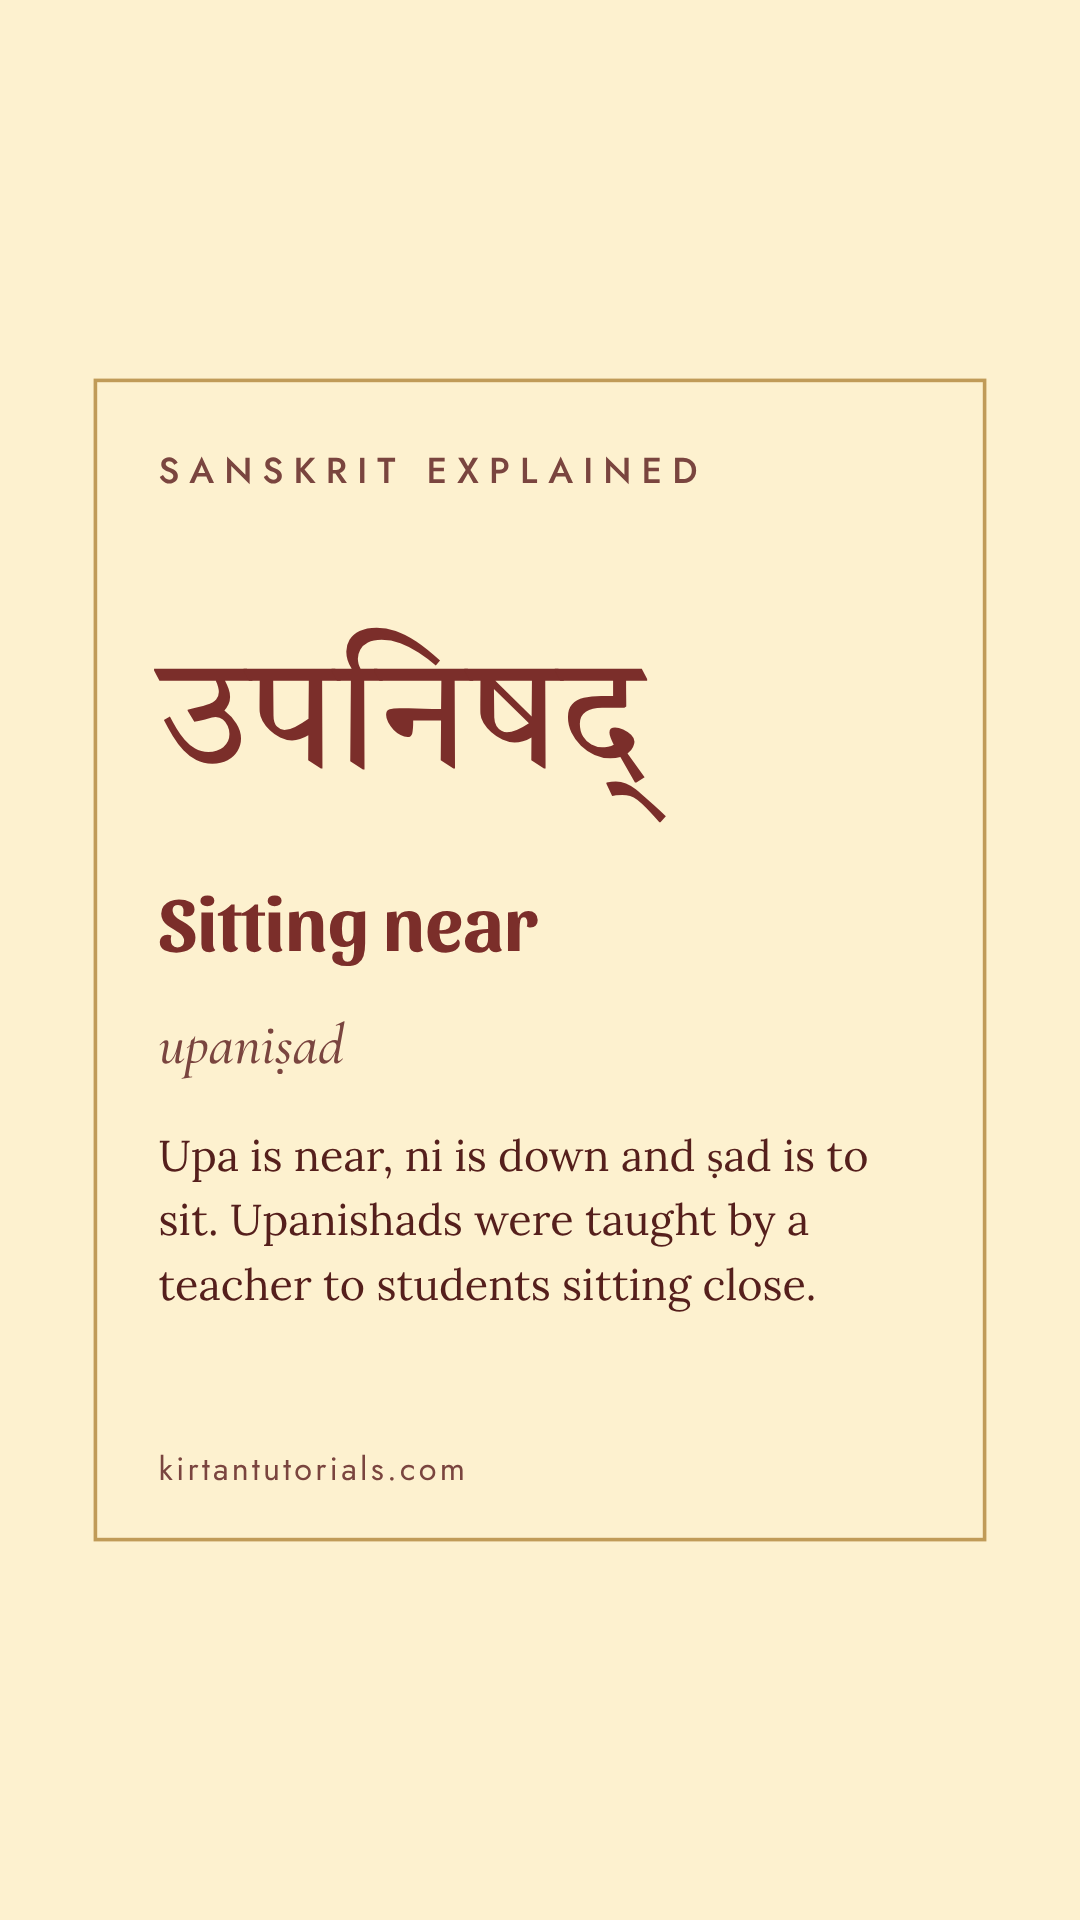 SANSKRIT EXPLAINED
उपनिषद्
Sitting near
upaniṣad
Upa is near, ni is down and ṣad is to
sit. Upanishads were taught by a
teacher to students sitting close.
kirtantutorials.com